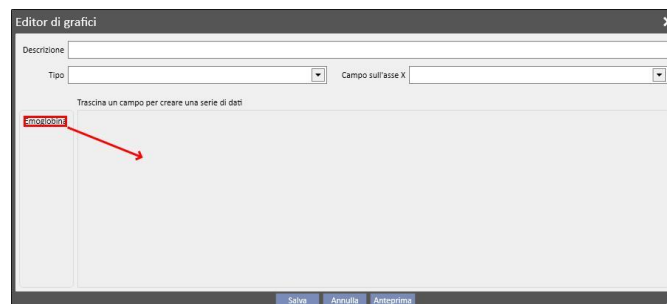 Editor di grafici
Descrizione
Tipo
Campo sull'asse X
Trascina un campo per creare una serie di dati
Emoglobina
Salva Annulla Anteprima